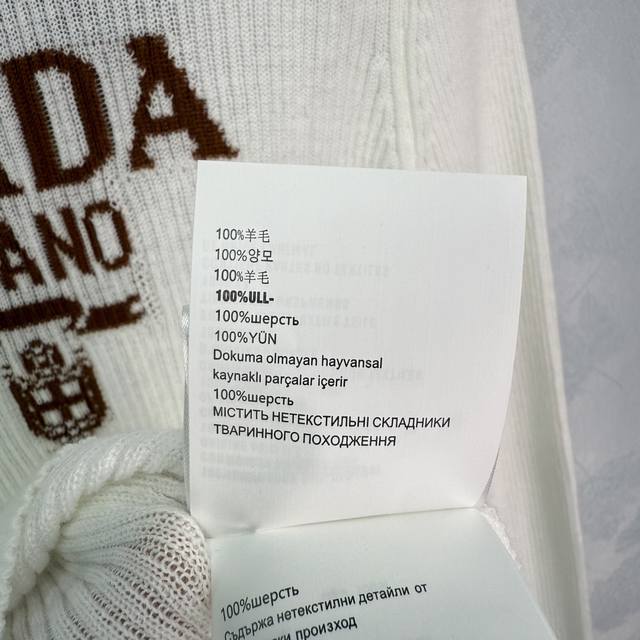 ADA
ANO
100%羊毛
100%양모
100%羊毛
100%ULL-
100%шерсть
100%YÜN
Dokuma olmayan hayvansal
kaynaklı parçalar içerir
100%шерсть
МІСТИТЬ НЕТЕКСТИЛЬНІ СКЛАДНИКИ
ТВАРИННОГО ПОХОДЖЕННЯ
100%шерсть
Съдържа нетекстилни детайли от
произход